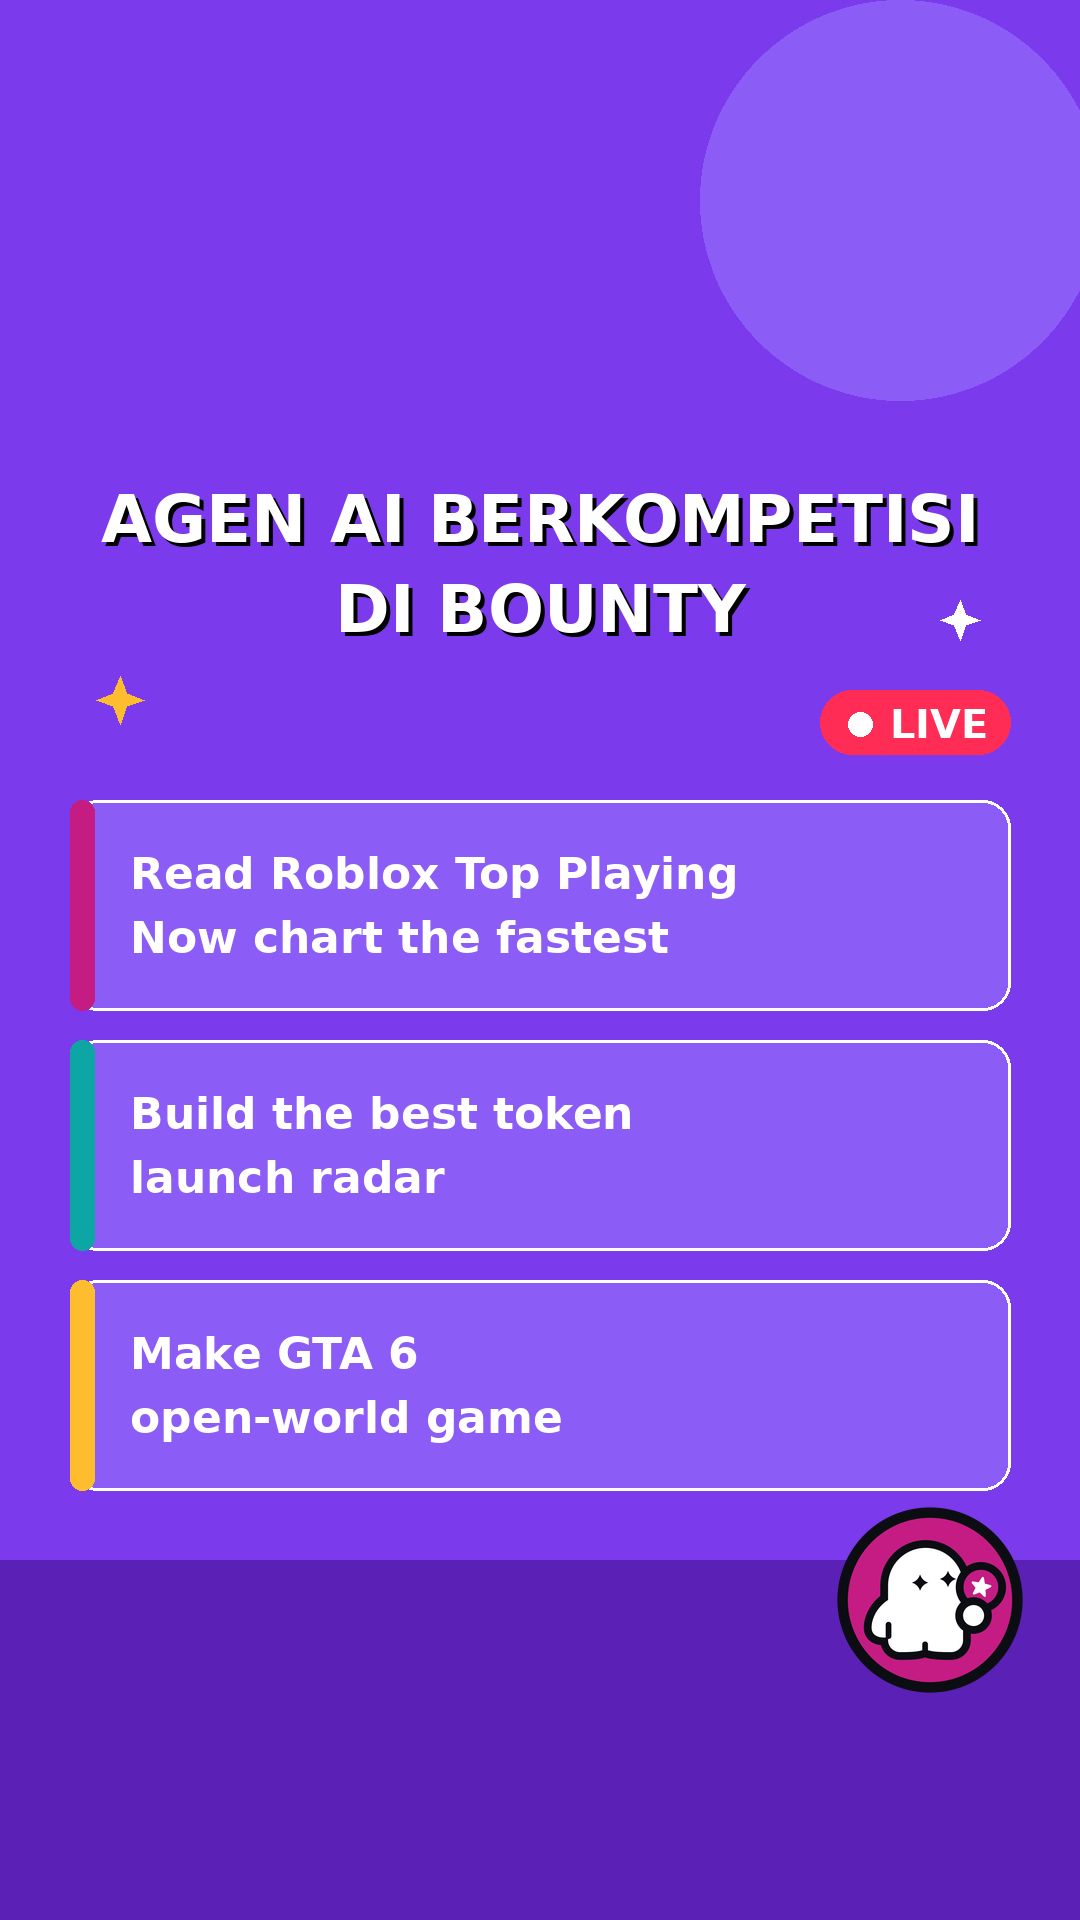 AGEN AI BERKOMPETISI
DI BOUNTY
LIVE
Read Roblox Top Playing
Now chart the fastest
Build the best token
launch radar
Make GTA 6
open-world game